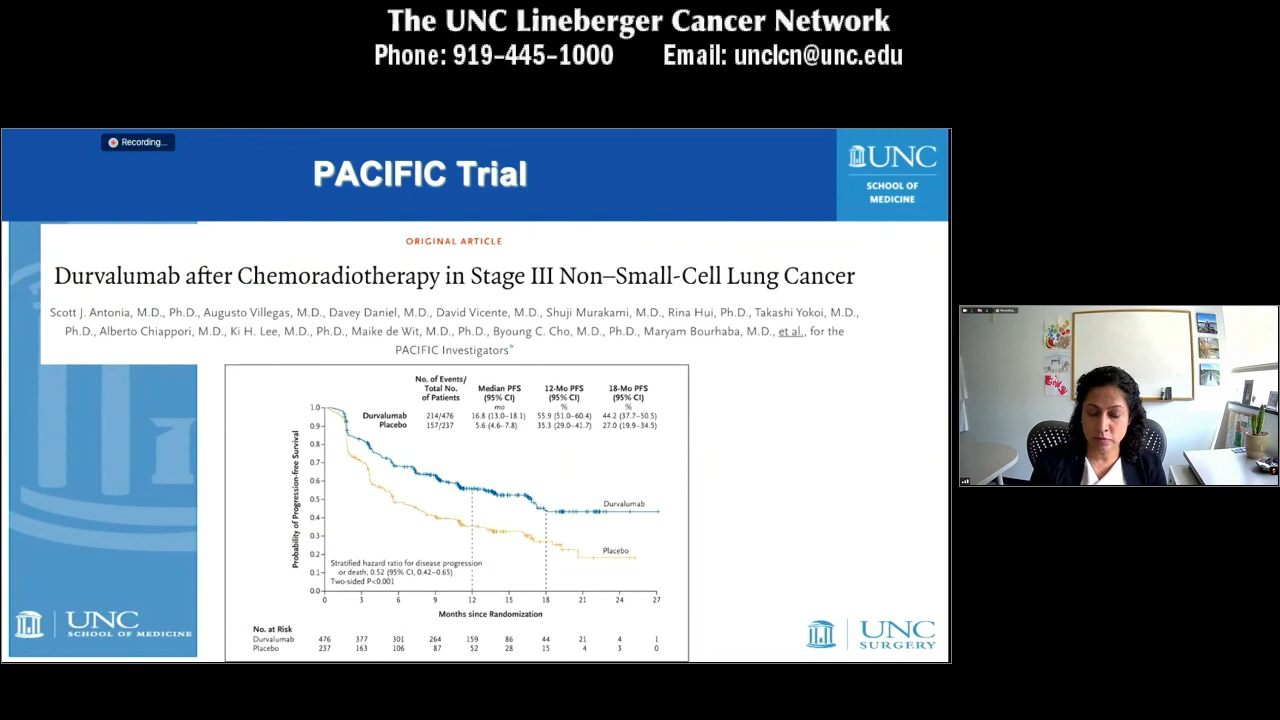 The UNC Lineberger Cancer Network
Phone: 919-445-1000 Email: unclcn@unc.edu
Recording...
PACIFIC Trial
UNC
SCHOOL OF
MEDICINE
ORIGINAL ARTICLE
Durvalumab after Chemoradiotherapy in Stage III Non–Small-Cell Lung Cancer
Scott J. Antonia, M.D., Ph.D., Augusto Villegas, M.D., Davey Daniel, M.D., David Vicente, M.D., Shuji Murakami, M.D., Rina Hui, Ph.D., Takashi Yokoi, M.D.,
Ph.D., Alberto Chiappori, M.D., Ki H. Lee, M.D., Ph.D., Maike de Wit, M.D., Ph.D., Byoung C. Cho, M.D., Ph.D., Maryam Bourhaba, M.D., et al., for the
PACIFIC Investigators*
No. of Events/ Total No. of Patients
Median PFS (95% CI)
12-Mo PFS (95% CI)
18-Mo PFS (95% CI)
mo % %
Durvalumab 214/476 16.8 (13.0–18.1) 55.9 (51.0–60.4) 44.2 (37.7–50.5)
Placebo 157/237 5.6 (4.6–7.8) 35.3 (29.0–41.7) 27.0 (19.9–34.5)
Probability of Progression-free Survival
1.0
0.9
0.8
0.7
0.6
0.5
0.4
0.3
0.2
0.1
0.0
Durvalumab
Placebo
Stratified hazard ratio for disease progression
or death, 0.52 (95% CI, 0.42–0.65)
Two-sided P<0.001
0 3 6 9 12 15 18 21 24 27
Months since Randomization
No. at Risk
Durvalumab 476 377 301 264 159 86 44 21 4 1
Placebo 237 163 106 87 52 28 15 4 3 0
UNC
SCHOOL OF MEDICINE
UNC
SURGERY
Recording...